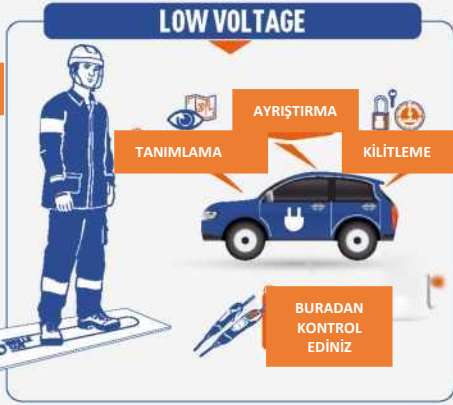 LOW VOLTAGE
AYRIŞTIRMA
TANIMLAMA
KİLİTLEME
BURADAN
KONTROL
EDİNİZ